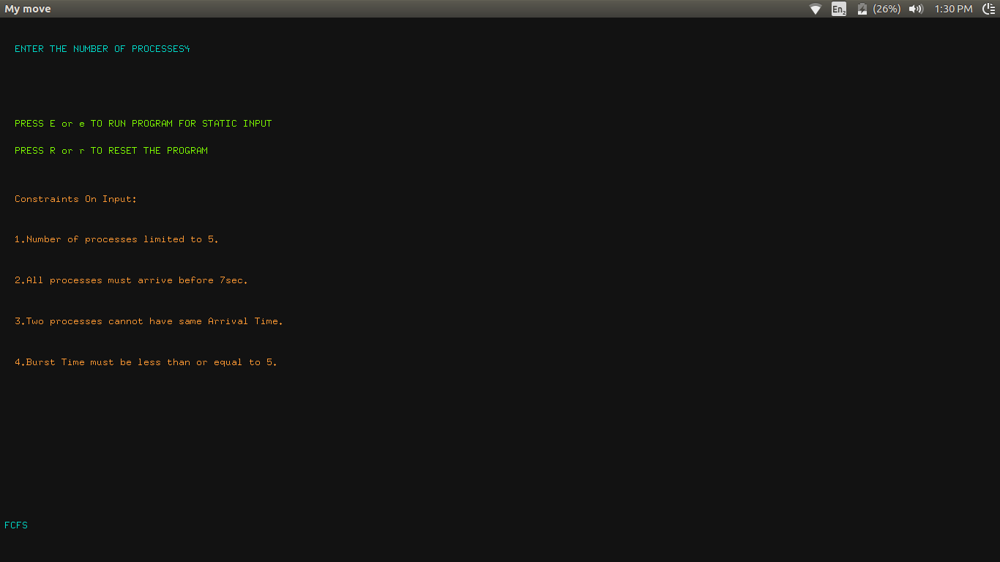 My move
En2 (26%) 1:30 PM
ENTER THE NUMBER OF PROCESSES4
PRESS E or e TO RUN PROGRAM FOR STATIC INPUT
PRESS R or r TO RESET THE PROGRAM
Constraints On Input:
1.Number of processes limited to 5.
2.All processes must arrive before 7sec.
3.Two processes cannot have same Arrival Time.
4.Burst Time must be less than or equal to 5.
FCFS